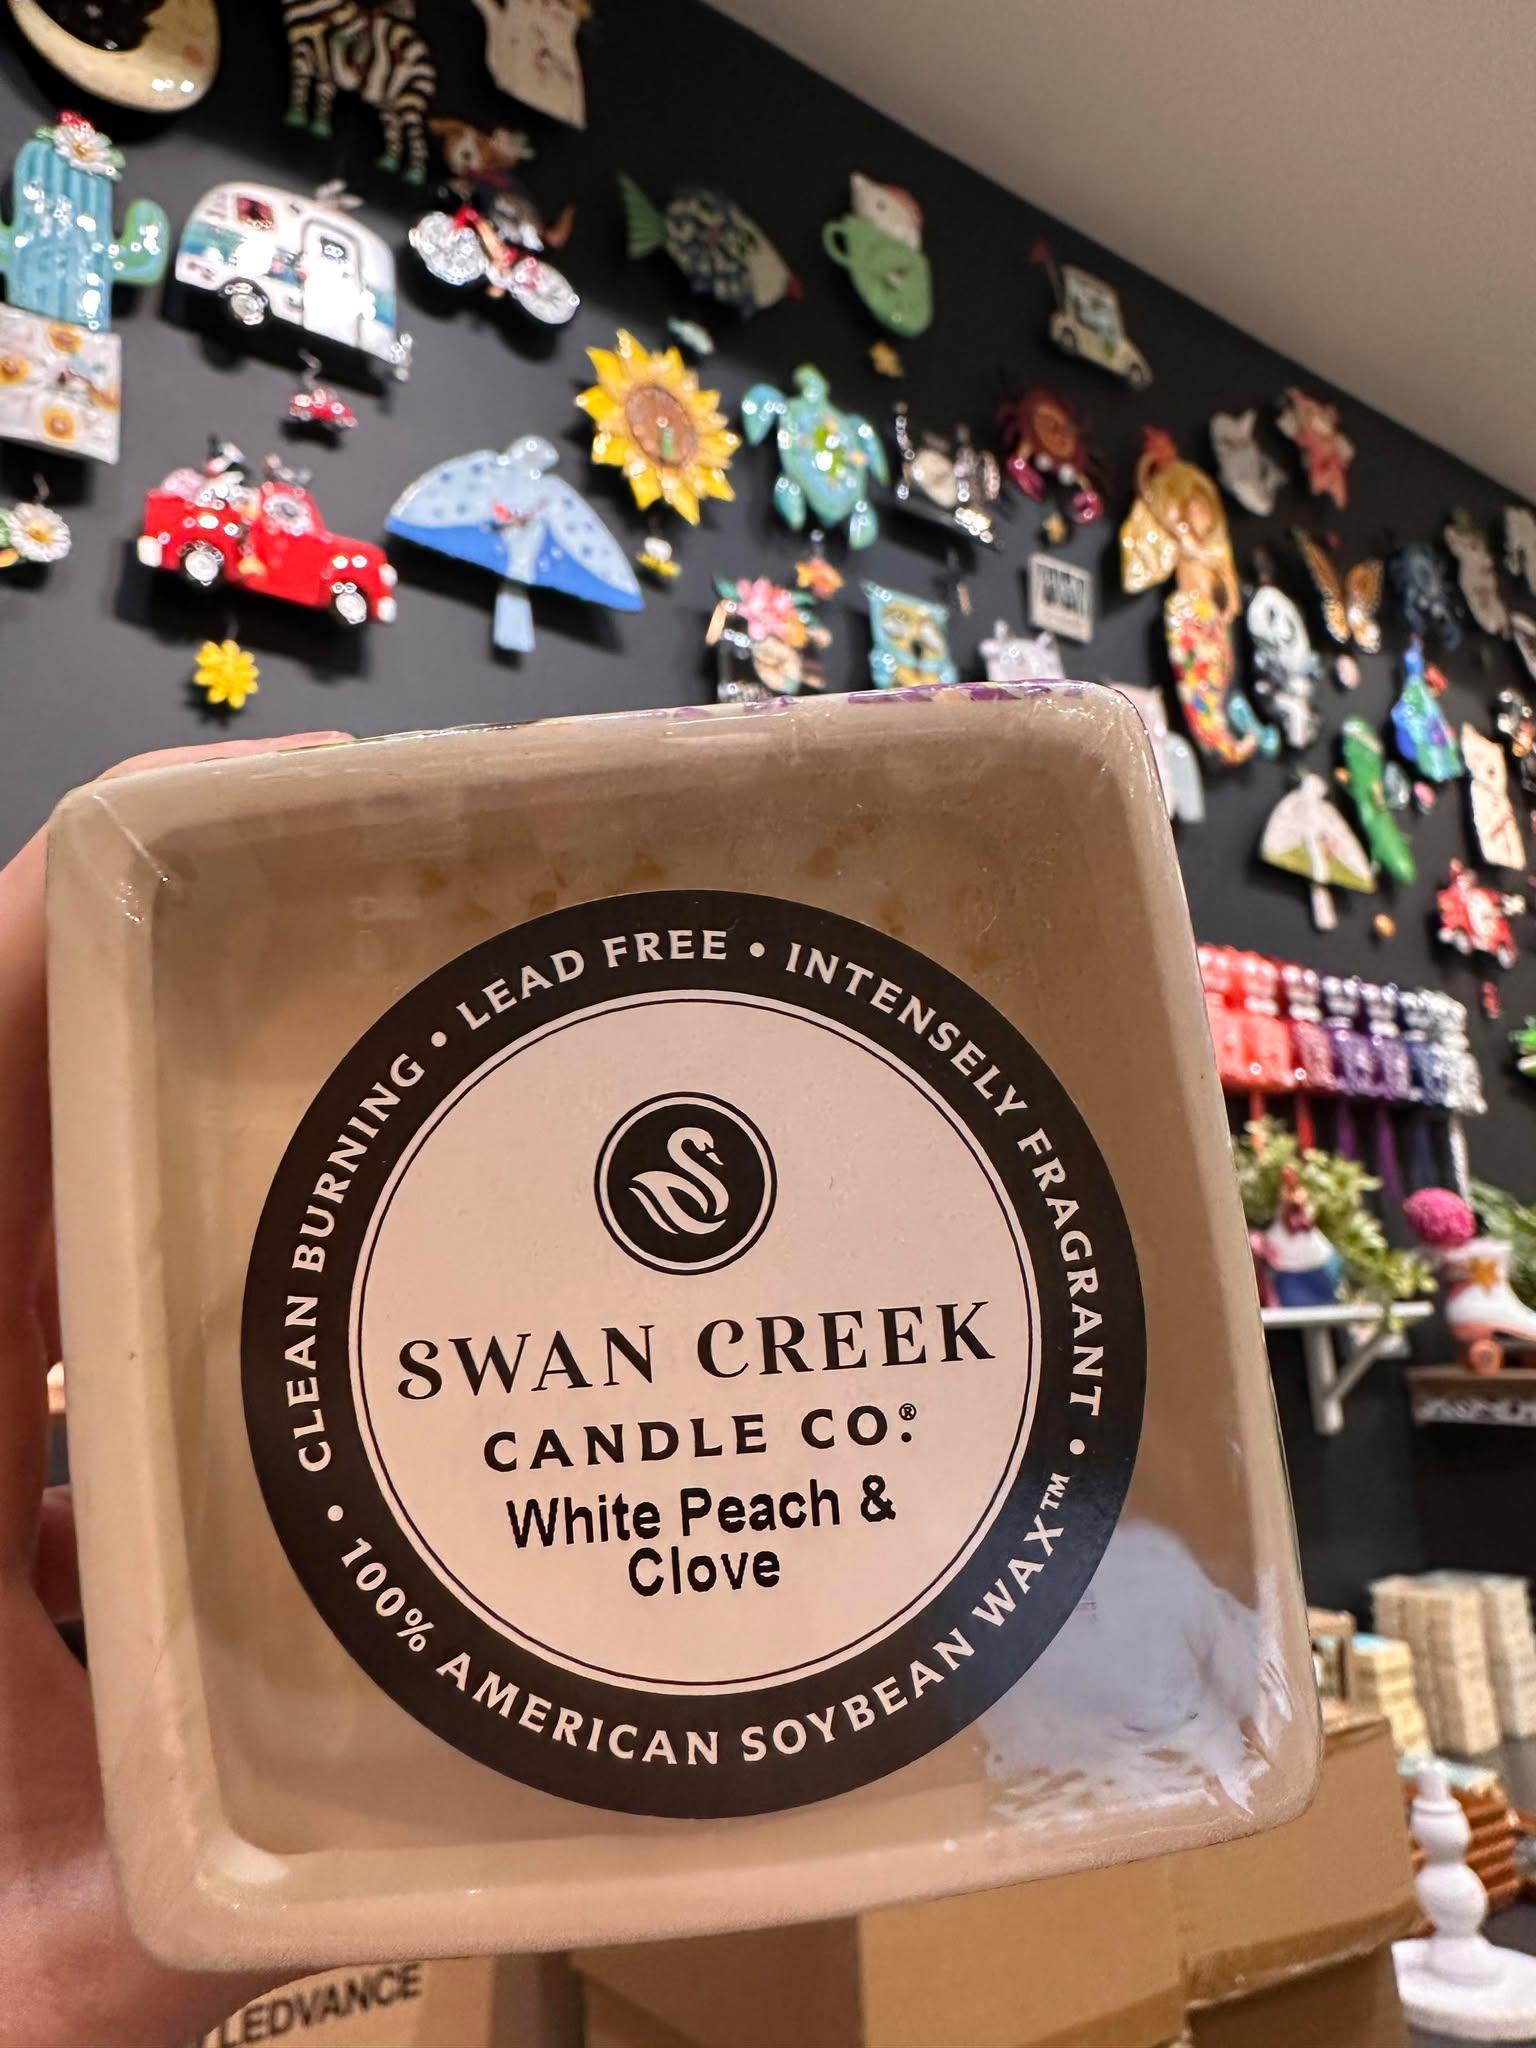 CLEAN BURNING • LEAD FREE • INTENSELY FRAGRANT •
SWAN CREEK
CANDLE CO.®
White Peach &
Clove
• 100% AMERICAN SOYBEAN WAX™
LEDVANCE